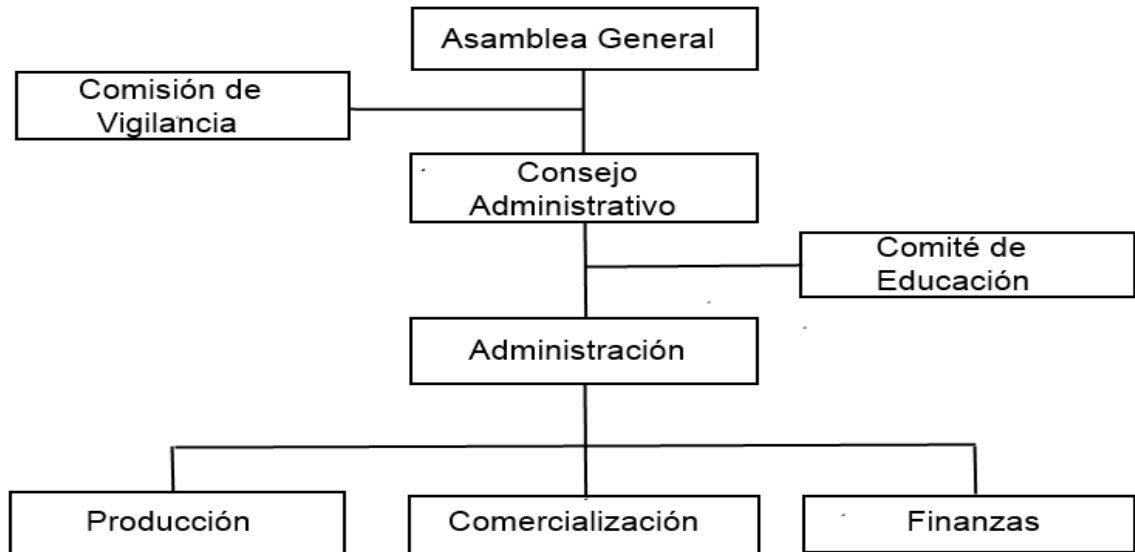 Asamblea General
Comisión de
Vigilancia
Consejo
Administrativo
Comité de
Educación
Administración
Producción
Comercialización
Finanzas